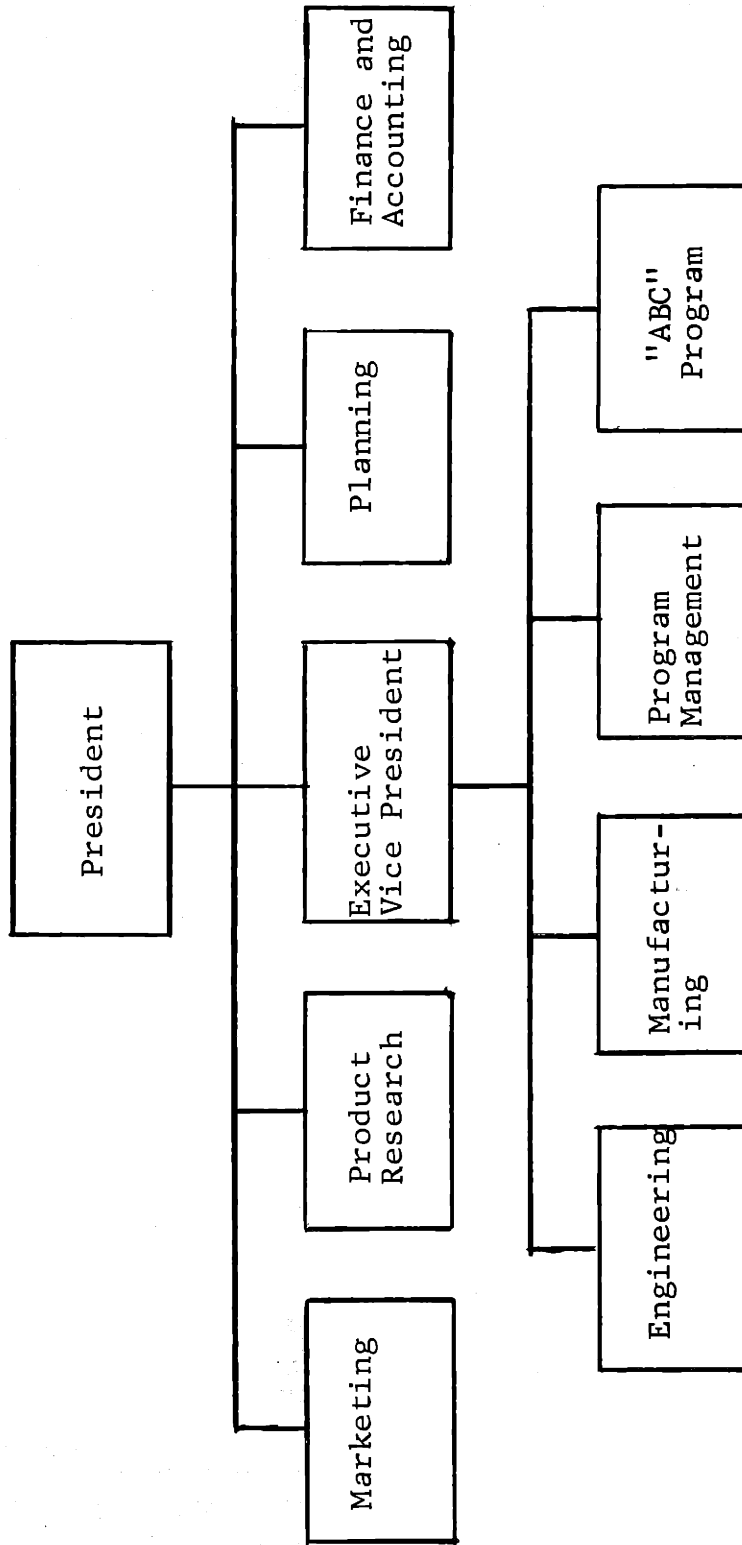 President
Marketing
Product
Research
Executive
Vice President
Planning
Finance and
Accounting
Engineering
Manufactur-
ing
Program
Management
"ABC"
Program